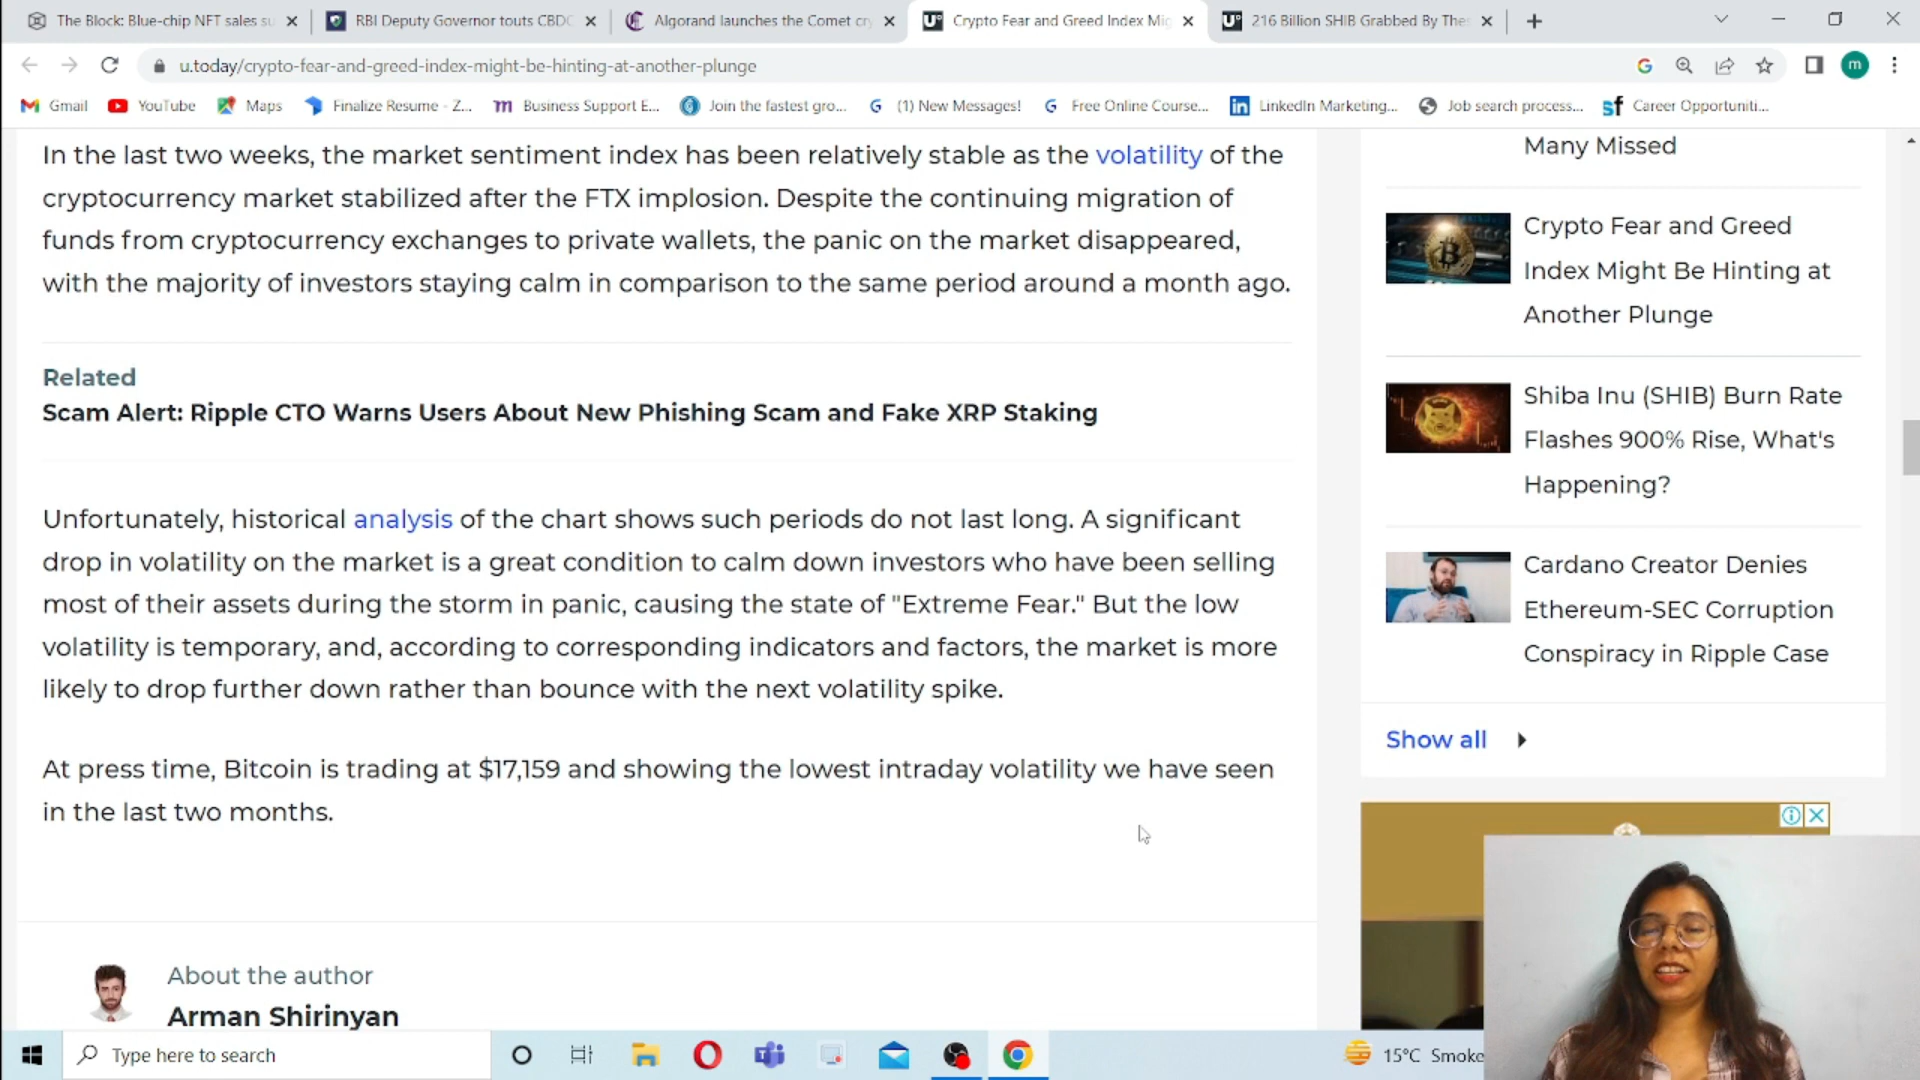 The Block: Blue-chip NFT sales su
RBI Deputy Governor touts CBDC
Algorand launches the Comet cr
Crypto Fear and Greed Index Mig
216 Billion SHIB Grabbed By The
u.today/crypto-fear-and-greed-index-might-be-hinting-at-another-plunge
m
Gmail
YouTube
Maps
Finalize Resume - Z...
Business Support E...
Join the fastest gro...
(1) New Messages!
Free Online Course...
LinkedIn Marketing...
Job search process...
Career Opportuniti...
In the last two weeks, the market sentiment index has been relatively stable as the volatility of the
cryptocurrency market stabilized after the FTX implosion. Despite the continuing migration of
funds from cryptocurrency exchanges to private wallets, the panic on the market disappeared,
with the majority of investors staying calm in comparison to the same period around a month ago.
Related
Scam Alert: Ripple CTO Warns Users About New Phishing Scam and Fake XRP Staking
Unfortunately, historical analysis of the chart shows such periods do not last long. A significant
drop in volatility on the market is a great condition to calm down investors who have been selling
most of their assets during the storm in panic, causing the state of "Extreme Fear." But the low
volatility is temporary, and, according to corresponding indicators and factors, the market is more
likely to drop further down rather than bounce with the next volatility spike.
At press time, Bitcoin is trading at $17,159 and showing the lowest intraday volatility we have seen
in the last two months.
About the author
Arman Shirinyan
Many Missed
Crypto Fear and Greed
Index Might Be Hinting at
Another Plunge
Shiba Inu (SHIB) Burn Rate
Flashes 900% Rise, What's
Happening?
Cardano Creator Denies
Ethereum-SEC Corruption
Conspiracy in Ripple Case
Show all
Type here to search
15°C Smoke